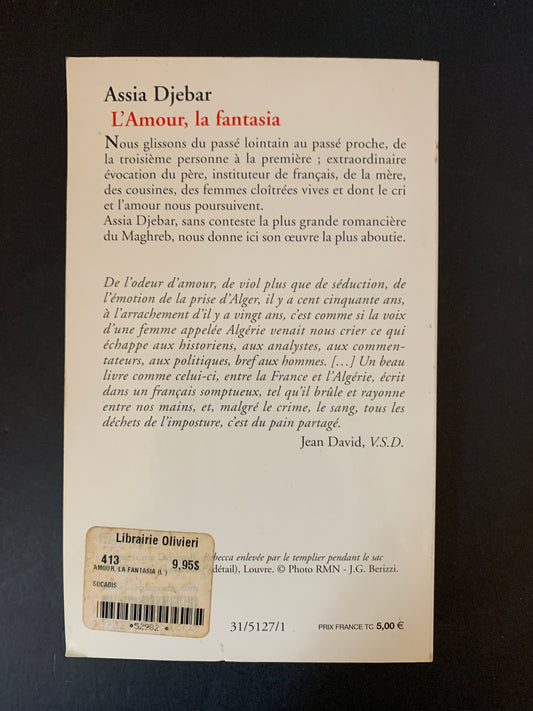 Assia Djebar
L'Amour, la fantasia
Nous glissons du passé lointain au passé proche, de
la troisième personne à la première ; extraordinaire
évocation du père, instituteur de français, de la mère,
des cousines, des femmes cloîtrées vives et dont le cri
et l'amour nous poursuivent.
Assia Djebar, sans conteste la plus grande romancière
du Maghreb, nous donne ici son œuvre la plus aboutie.
De l'odeur d'amour, de viol plus que de séduction, de
l'émotion de la prise d'Alger, il y a cent cinquante ans,
à l'arrachement d'il y a vingt ans, c'est comme si la voix
d'une femme appelée Algérie venait nous crier ce qui
échappe aux historiens, aux analystes, aux commen-
tateurs, aux politiques, bref aux hommes. […] Un beau
livre comme celui-ci, entre la France et l'Algérie, écrit
dans un français somptueux, tel qu'il brûle et rayonne
entre nos mains, et, malgré le crime, le sang, tous les
déchets de l'imposture, c'est du pain partagé.
Jean David, V.S.D.
Librairie Olivieri
413 9.95$
AMOUR, LA FANTASIA (L')
SOCADIS
*52982 *
Rebecca enlevée par le templier pendant le sac
détail), Louvre. © Photo RMN - J.G. Berizzi.
31/5127/1
PRIX FRANCE TC 5,00 €